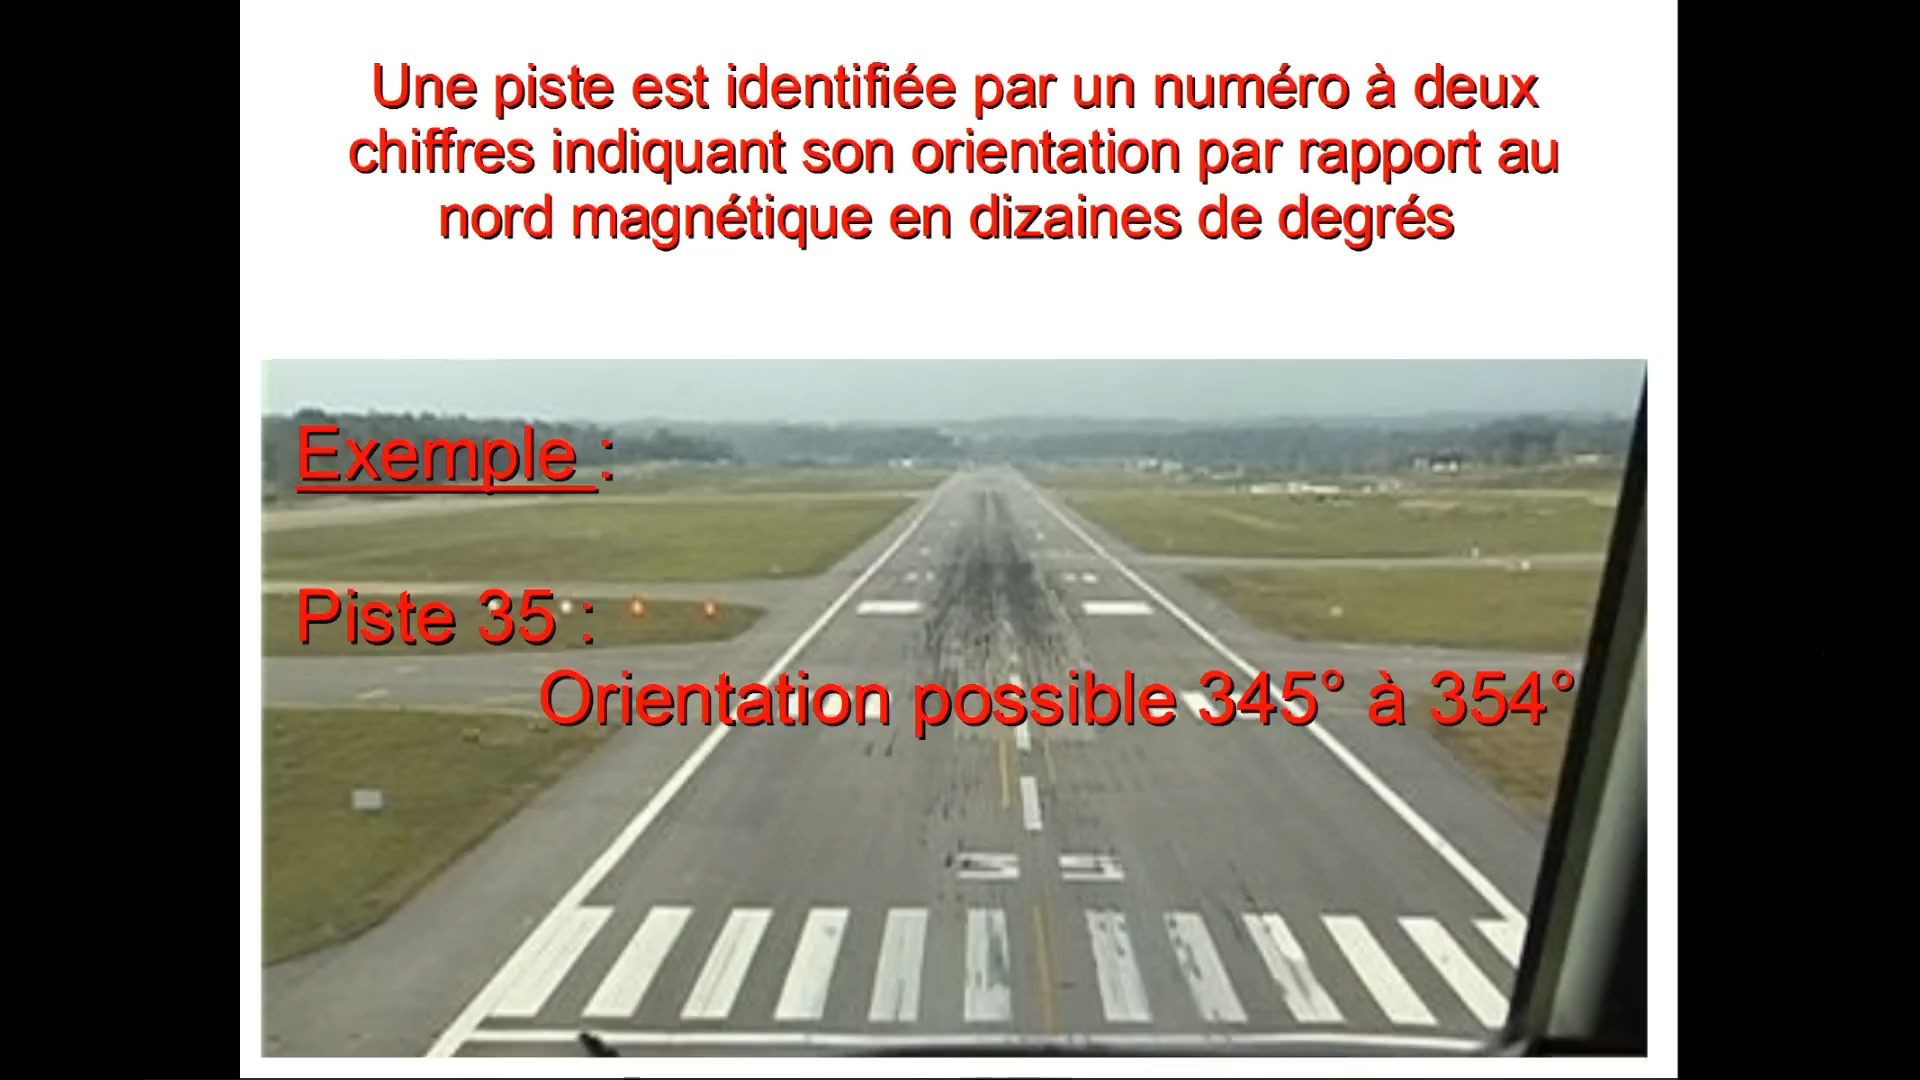 Une piste est identifiée par un numéro à deux
chiffres indiquant son orientation par rapport au
nord magnétique en dizaines de degrés
Exemple :
Piste 35 :
Orientation possible 345° à 354°
35